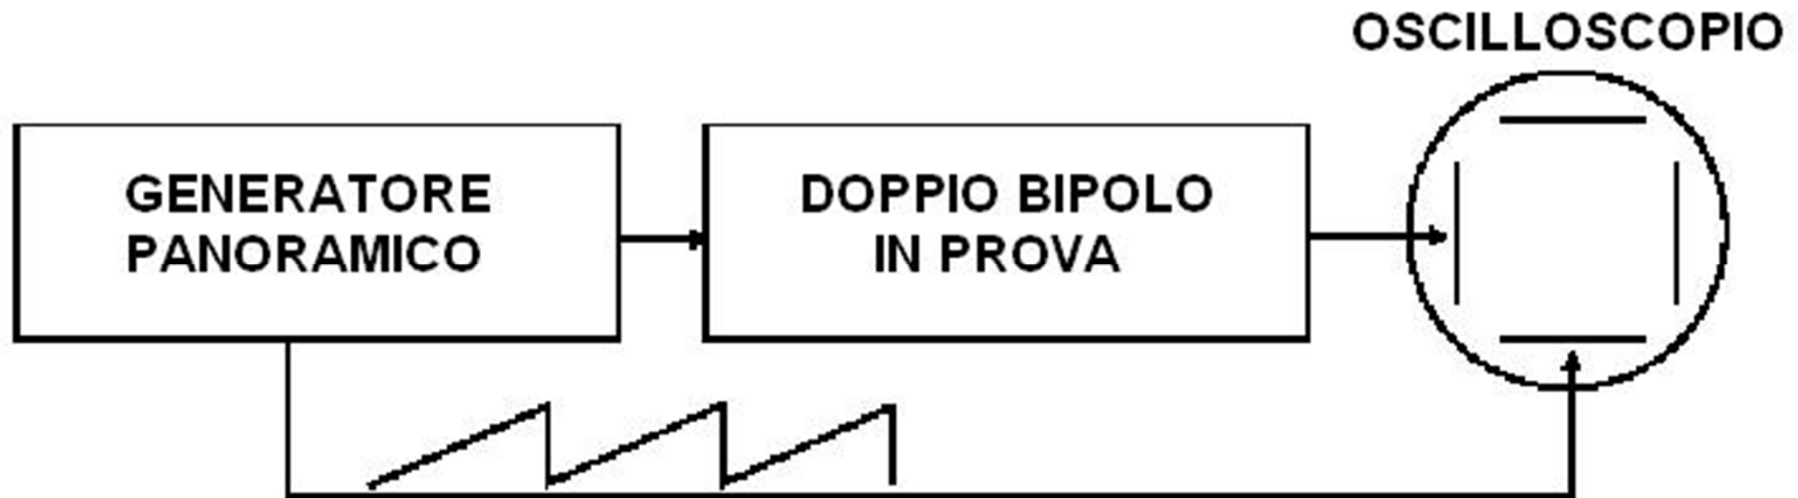 OSCILLOSCOPIO
GENERATORE
PANORAMICO
DOPPIO BIPOLO
IN PROVA